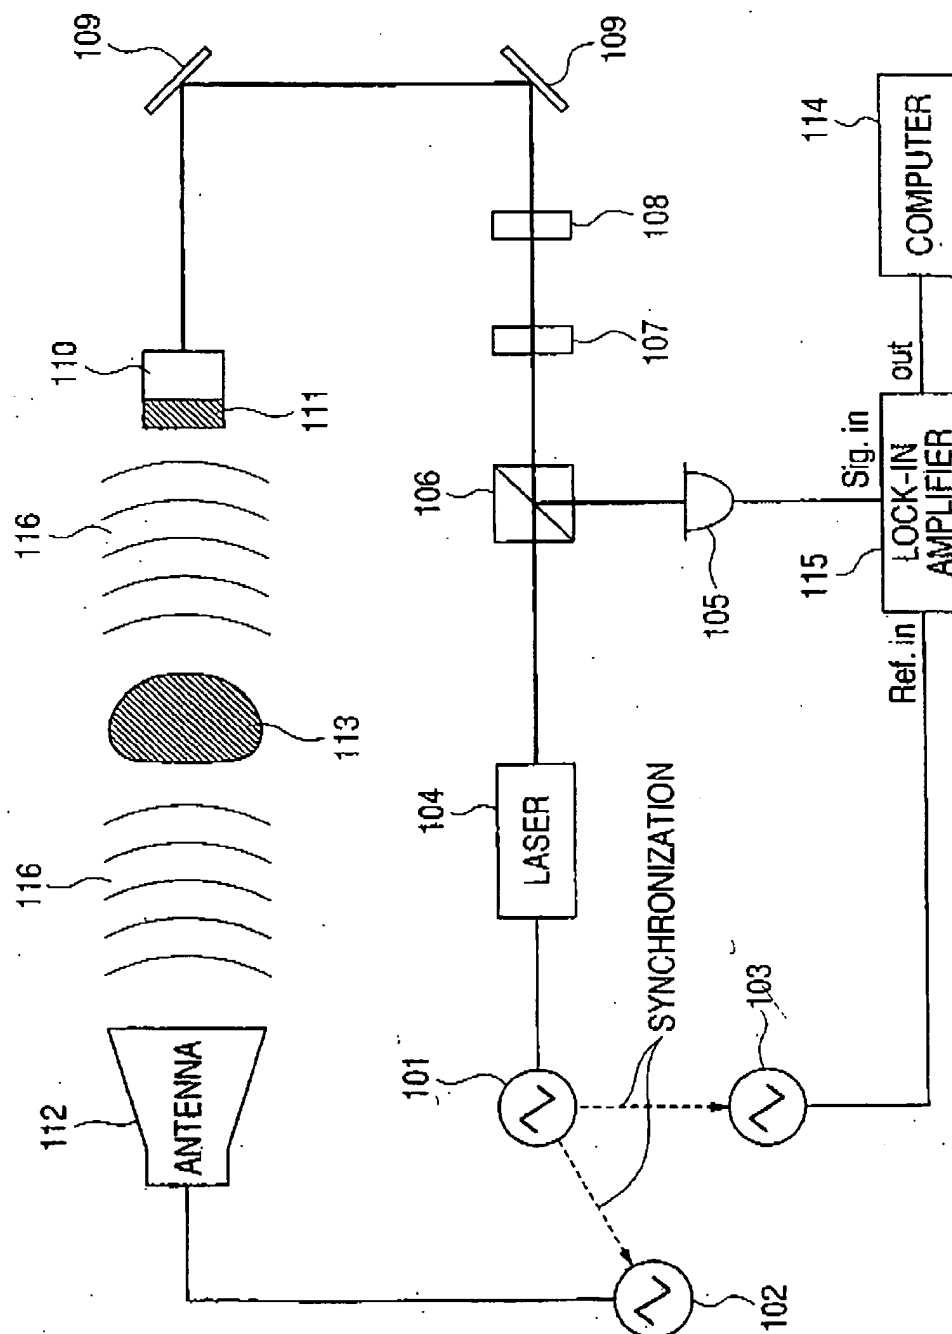 109
109
114
COMPUTER
108
107
110
111
out
Sig. in
106
LOCK-IN
AMPLIFIER
115
116
105
Ref. in
113
104
LASER
SYNCHRONIZATION
116
103
101
112
ANTENNA
102